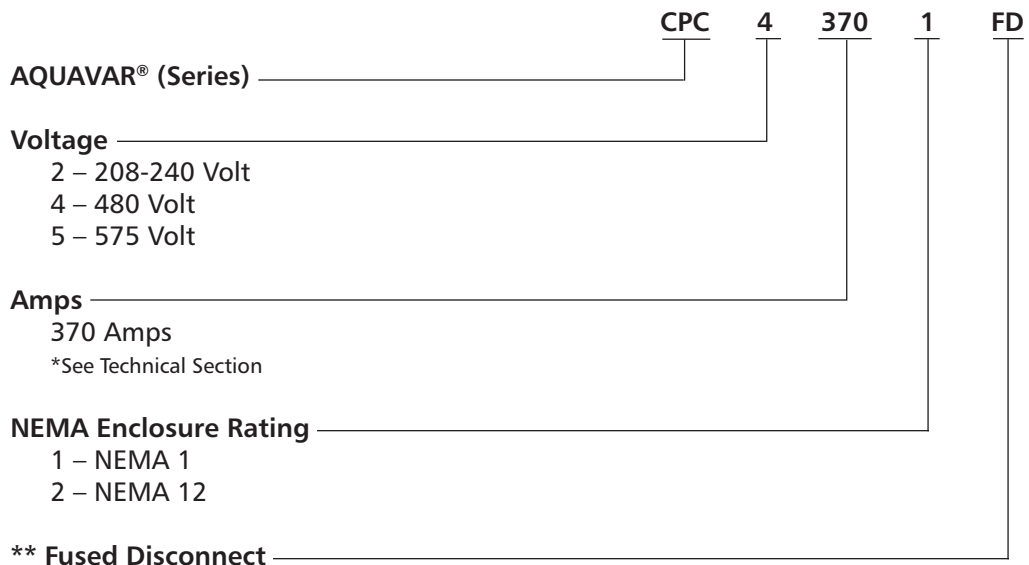 CPC 4 370 1 FD
AQUAVAR® (Series)
Voltage
2 – 208-240 Volt
4 – 480 Volt
5 – 575 Volt
Amps
370 Amps
*See Technical Section
NEMA Enclosure Rating
1 – NEMA 1
2 – NEMA 12
** Fused Disconnect